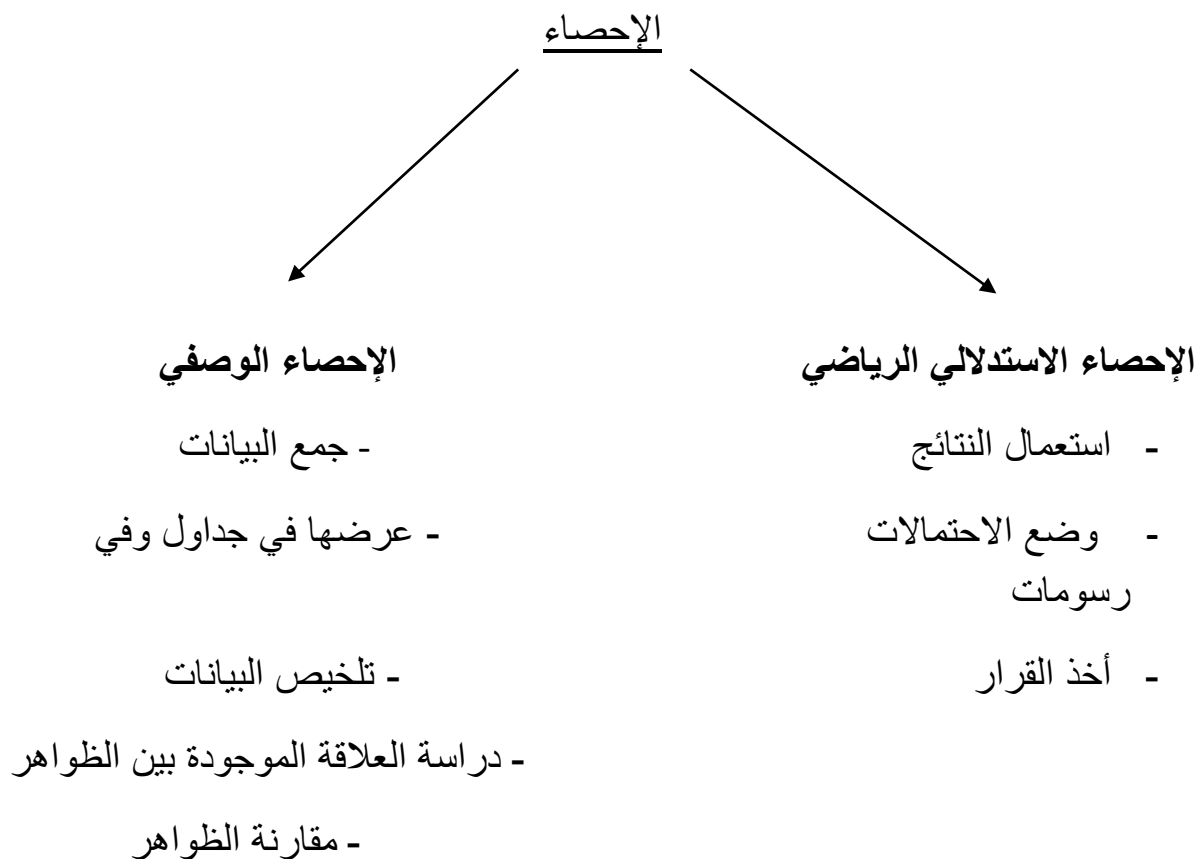 الإحصاء
الإحصاء الاستدلالي الرياضي الإحصاء الوصفي
- استعمال النتائج - جمع البيانات
- وضع الاحتمالات - عرضها في جداول وفي
رسومات
- أخذ القرار - تلخيص البيانات
- دراسة العلاقة الموجودة بين الظواهر
- مقارنة الظواهر